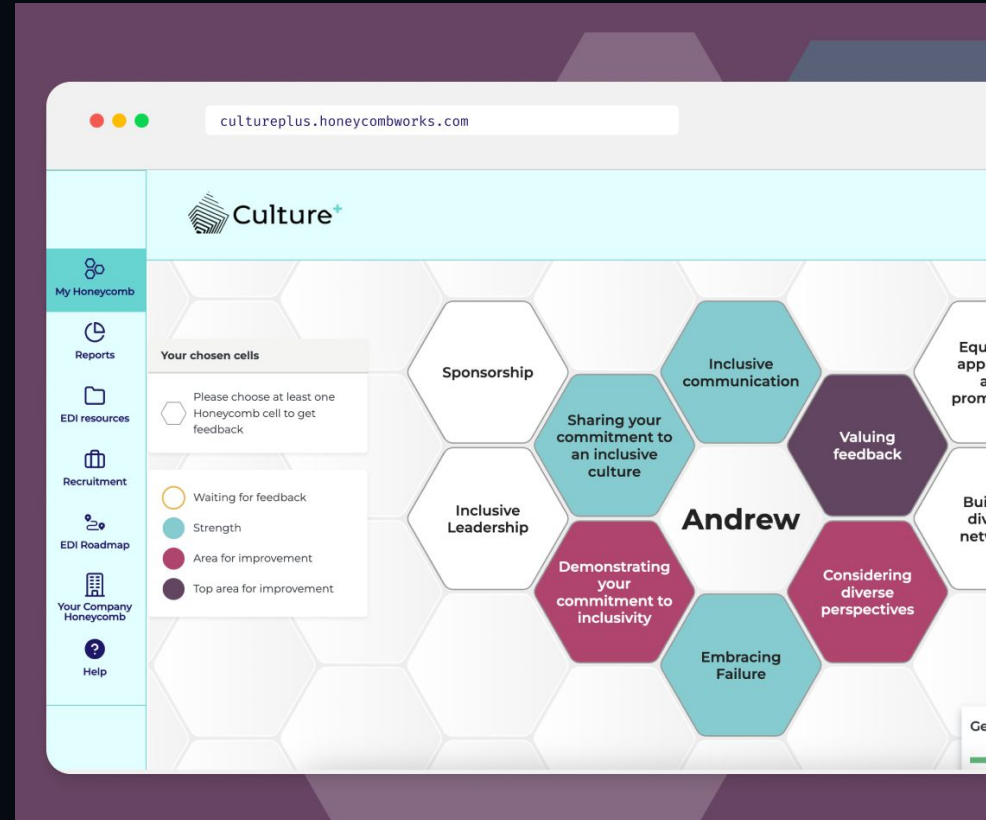 cultureplus.honeycombworks.com
Culture+
My Honeycomb
Reports
EDI resources
Recruitment
EDI Roadmap
Your Company
Honeycomb
Help
Your chosen cells
Please choose at least one
Honeycomb cell to get
feedback
Waiting for feedback
Strength
Area for improvement
Top area for improvement
Sponsorship
Inclusive
Leadership
Sharing your
commitment to
an inclusive
culture
Demonstrating
your
commitment to
inclusivity
Inclusive
communication
Andrew
Embracing
Failure
Valuing
feedback
Considering
diverse
perspectives